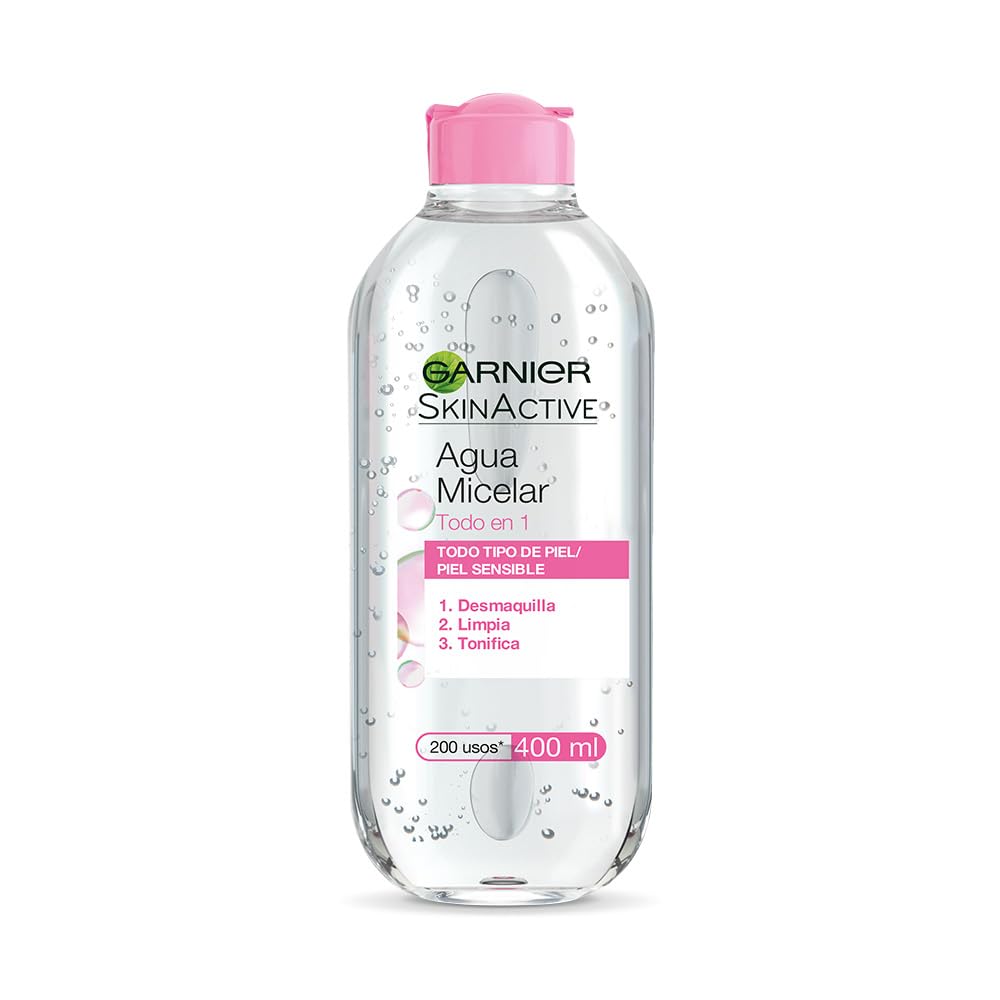 GARNIER
SKINACTIVE
Agua
Micelar
Todo en 1
TODO TIPO DE PIEL/
PIEL SENSIBLE
1. Desmaquilla
2. Limpia
3. Tonifica
200 usos* 400 ml